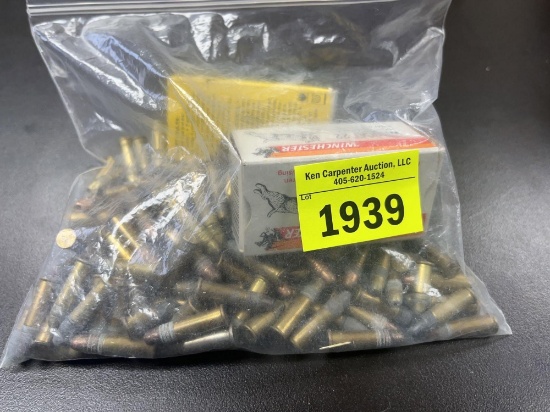 WINCHESTER
Ken Carpenter Auction, LLC
405-620-1524
Lot
1939